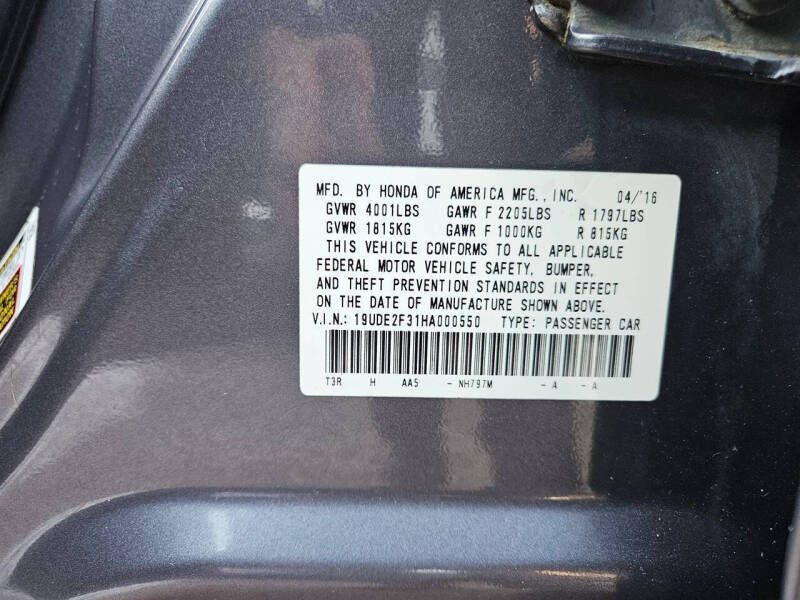 MFD. BY HONDA OF AMERICA MFG., INC. 04/'16
GVWR 4001LBS GAWR F 2205LBS R 1797LBS
GVWR 1815KG GAWR F 1000KG R 815KG
THIS VEHICLE CONFORMS TO ALL APPLICABLE
FEDERAL MOTOR VEHICLE SAFETY, BUMPER,
AND THEFT PREVENTION STANDARDS IN EFFECT
ON THE DATE OF MANUFACTURE SHOWN ABOVE.
V.I.N.: 19UDE2F31HA000550 TYPE: PASSENGER CAR
T3R H AA5 - NH797M - A - A